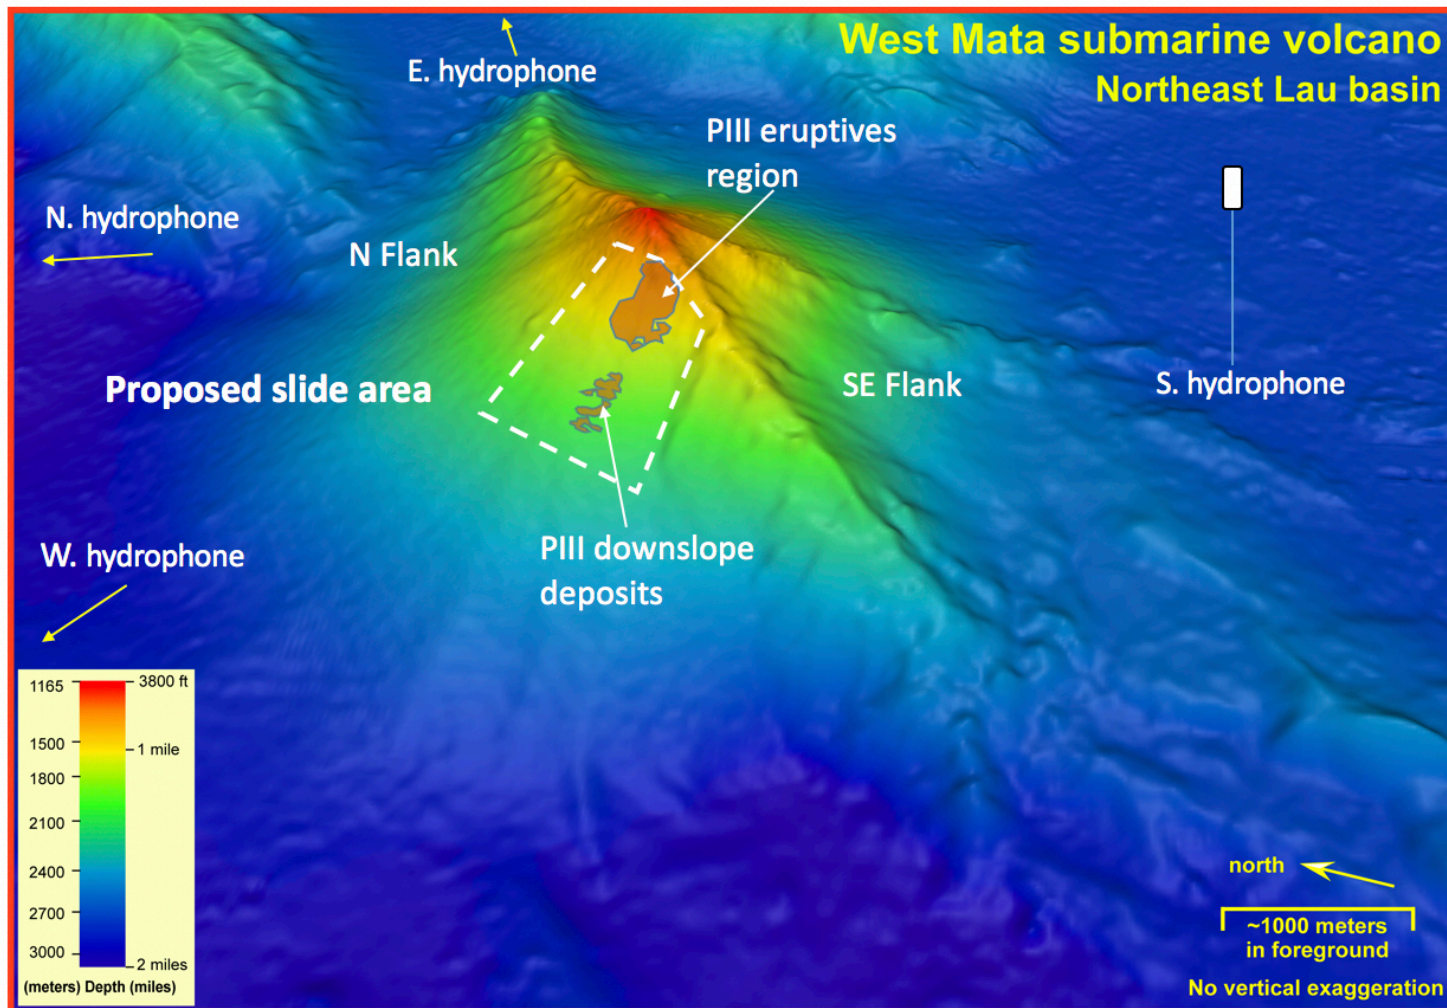 West Mata submarine volcano
Northeast Lau basin
E. hydrophone
PIII eruptives
region
N. hydrophone
N Flank
Proposed slide area
SE Flank
S. hydrophone
W. hydrophone
PIII downslope
deposits
1165
3800 ft
1500
1 mile
1800
2100
2400
2700
3000
2 miles
(meters) Depth (miles)
north
~1000 meters
in foreground
No vertical exaggeration